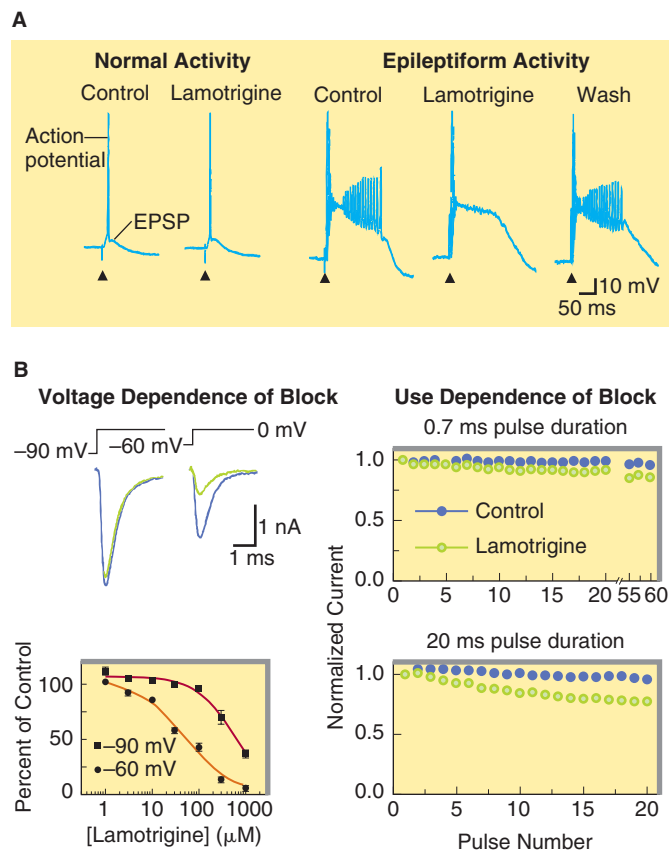 A
Normal Activity
Epileptiform Activity
Control
Lamotrigine
Control
Lamotrigine
Wash
Action
potential
EPSP
10 mV
50 ms
B
Voltage Dependence of Block
Use Dependence of Block
–90 mV
–60 mV
0 mV
1 nA
1 ms
0.7 ms pulse duration
1.0
0.5
0.0
Control
Lamotrigine
0 5 10 15 20 55 60
Normalized Current
20 ms pulse duration
1.0
0.5
0.0
0 5 10 15 20
Pulse Number
Percent of Control
100
50
0
–90 mV
–60 mV
1 10 100 1000
[Lamotrigine] (μM)